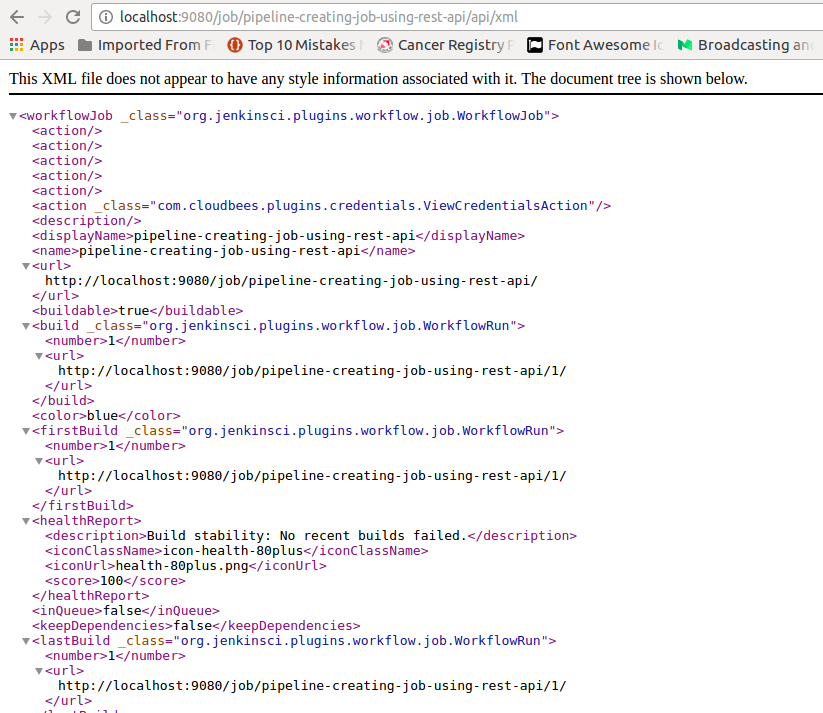 localhost:9080/job/pipeline-creating-job-using-rest-api/api/xml
Apps Imported From F Top 10 Mistakes Cancer Registry Font Awesome Broadcasting an
This XML file does not appear to have any style information associated with it. The document tree is shown below.
<workflowJob _class="org.jenkinsci.plugins.workflow.job.WorkflowJob">
<action/>
<action/>
<action/>
<action/>
<action/>
<action _class="com.cloudbees.plugins.credentials.ViewCredentialsAction"/>
<description/>
<displayName>pipeline-creating-job-using-rest-api</displayName>
<name>pipeline-creating-job-using-rest-api</name>
<url>
http://localhost:9080/job/pipeline-creating-job-using-rest-api/
</url>
<buildable>true</buildable>
<build _class="org.jenkinsci.plugins.workflow.job.WorkflowRun">
<number>1</number>
<url>
http://localhost:9080/job/pipeline-creating-job-using-rest-api/1/
</url>
</build>
<color>blue</color>
<firstBuild _class="org.jenkinsci.plugins.workflow.job.WorkflowRun">
<number>1</number>
<url>
http://localhost:9080/job/pipeline-creating-job-using-rest-api/1/
</url>
</firstBuild>
<healthReport>
<description>Build stability: No recent builds failed.</description>
<iconClassName>icon-health-80plus</iconClassName>
<iconUrl>health-80plus.png</iconUrl>
<score>100</score>
</healthReport>
<inQueue>false</inQueue>
<keepDependencies>false</keepDependencies>
<lastBuild _class="org.jenkinsci.plugins.workflow.job.WorkflowRun">
<number>1</number>
<url>
http://localhost:9080/job/pipeline-creating-job-using-rest-api/1/
</url>